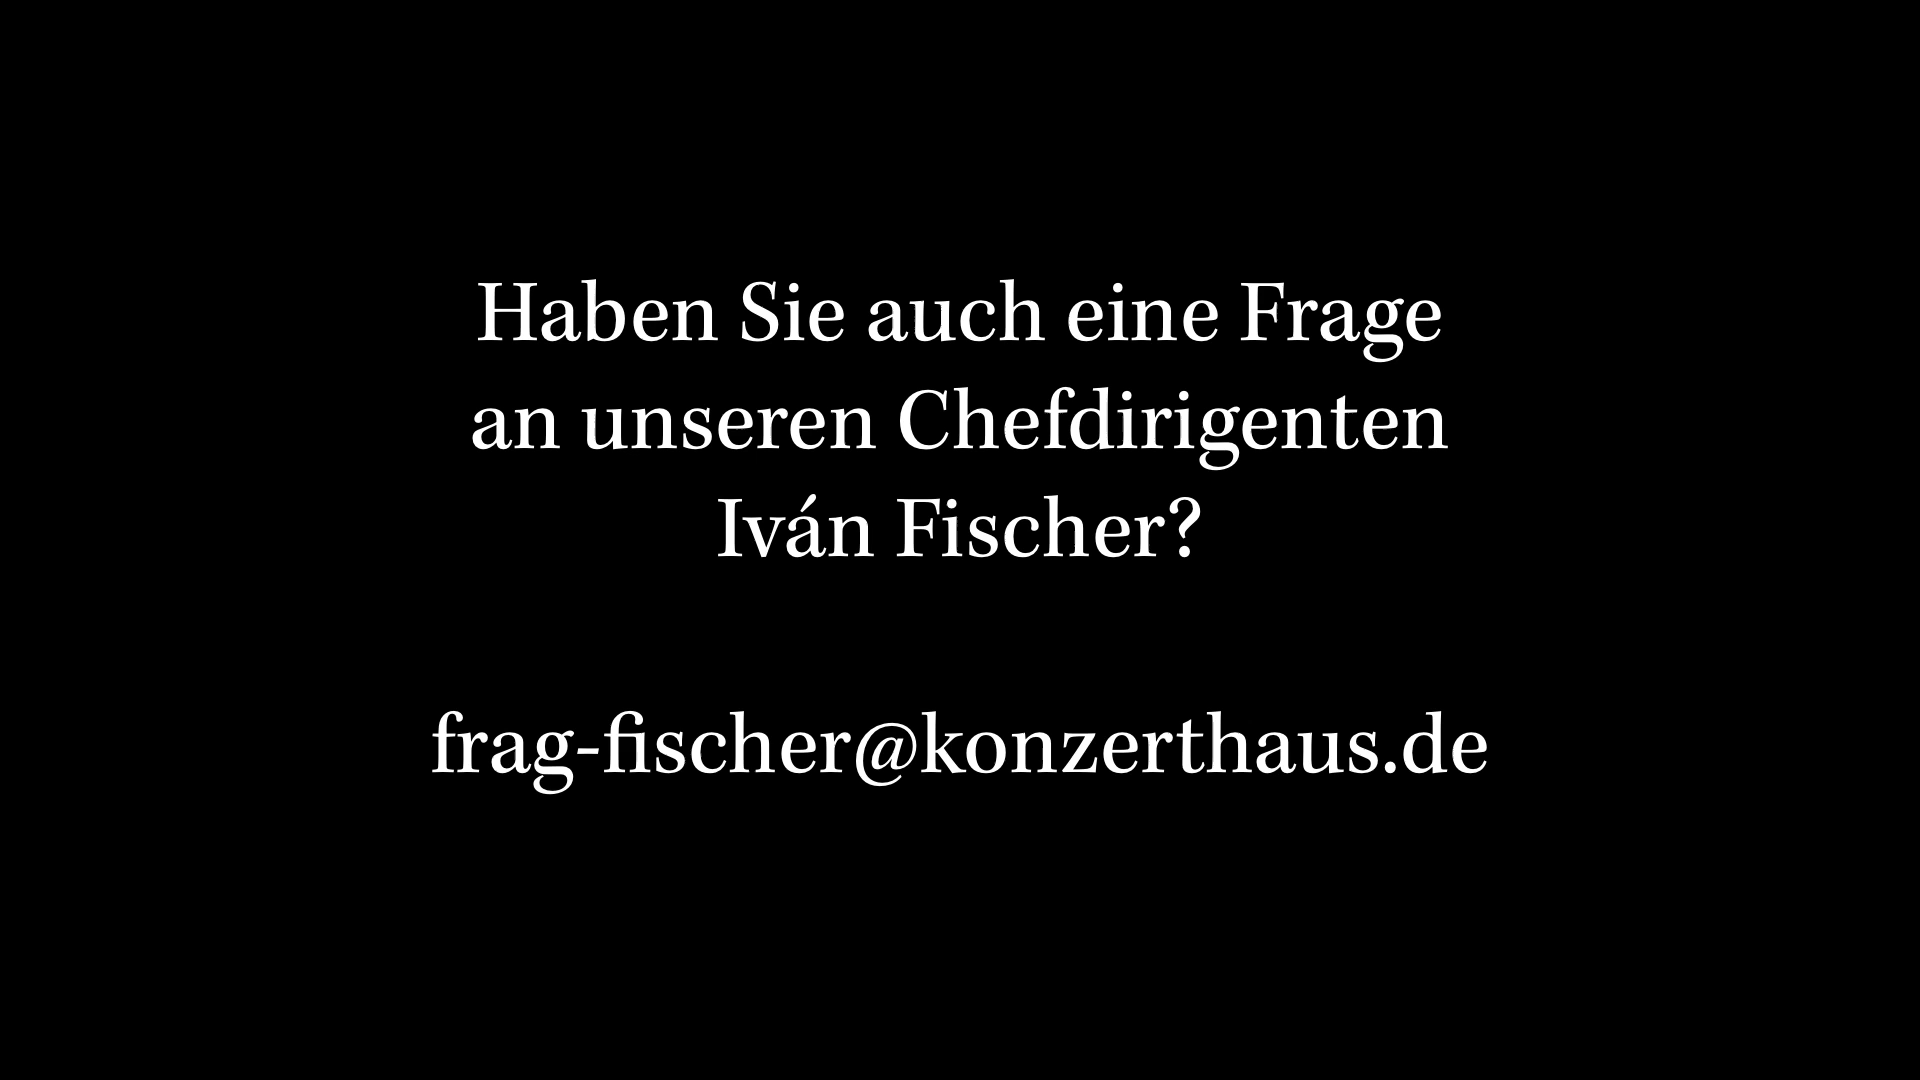 Haben Sie auch eine Frage
an unseren Chefdirigenten
Iván Fischer?
frag-fischer@konzerthaus.de